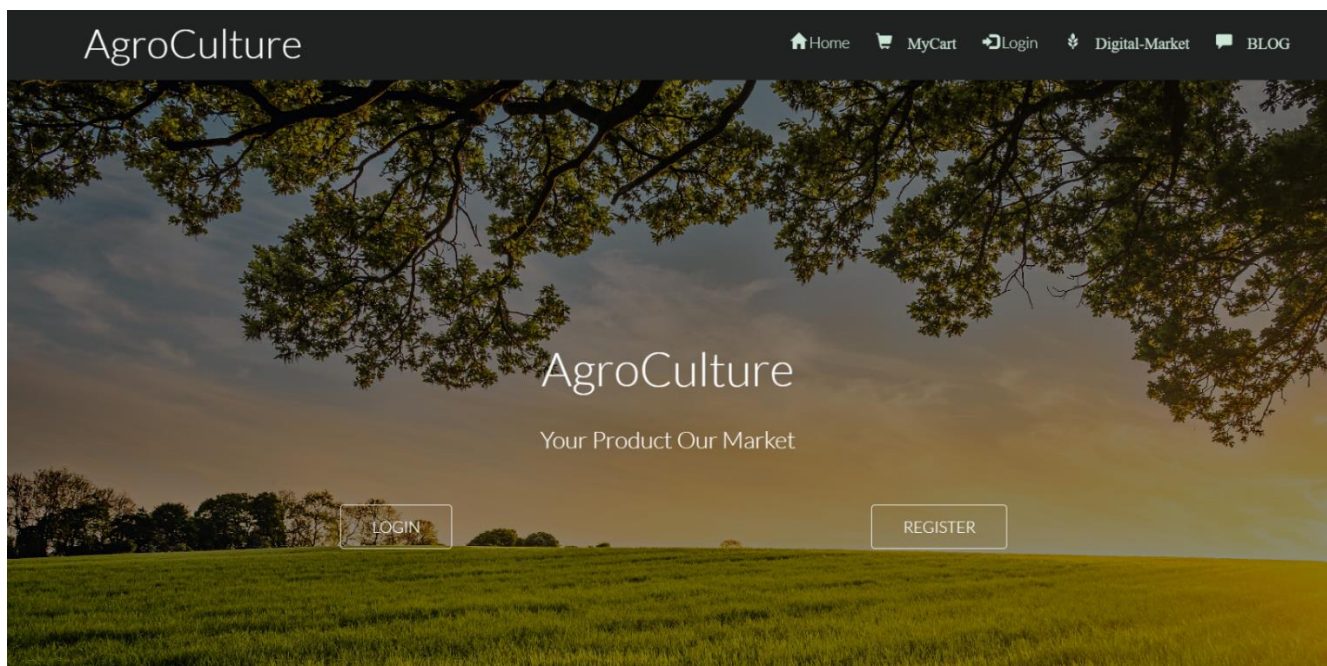 AgroCulture
Home MyCart Login Digital-Market BLOG
AgroCulture
Your Product Our Market
LOGIN REGISTER